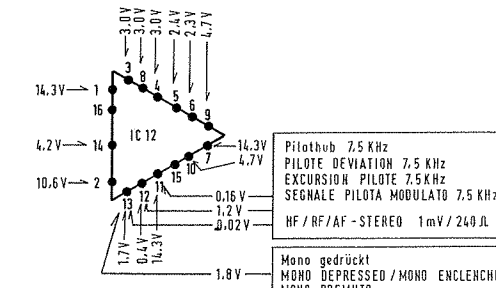 3.0V 3.0V 3.0V 2.4V 2.3V 4.7V
3 8 4 5 6 9
14.3V 1
16
IC 12
4.2V 14
14.3V
7
4.7V
10
15
11
10,6V 2
12
13
0,16V
1.2V
0,02V
1.7V 0,4V 14.3V
1.8V
Pilothub 7,5 KHz
PILOTE DEVIATION 7,5 KHz
EXCURSION PILOTE 7,5KHz
SEGNALE PILOTA MODULATO 7,5 KHz
HF/RF/AF-STEREO 1mV/240Ω
Mono gedrückt
MONO DEPRESSED/MONO ENCLENCH